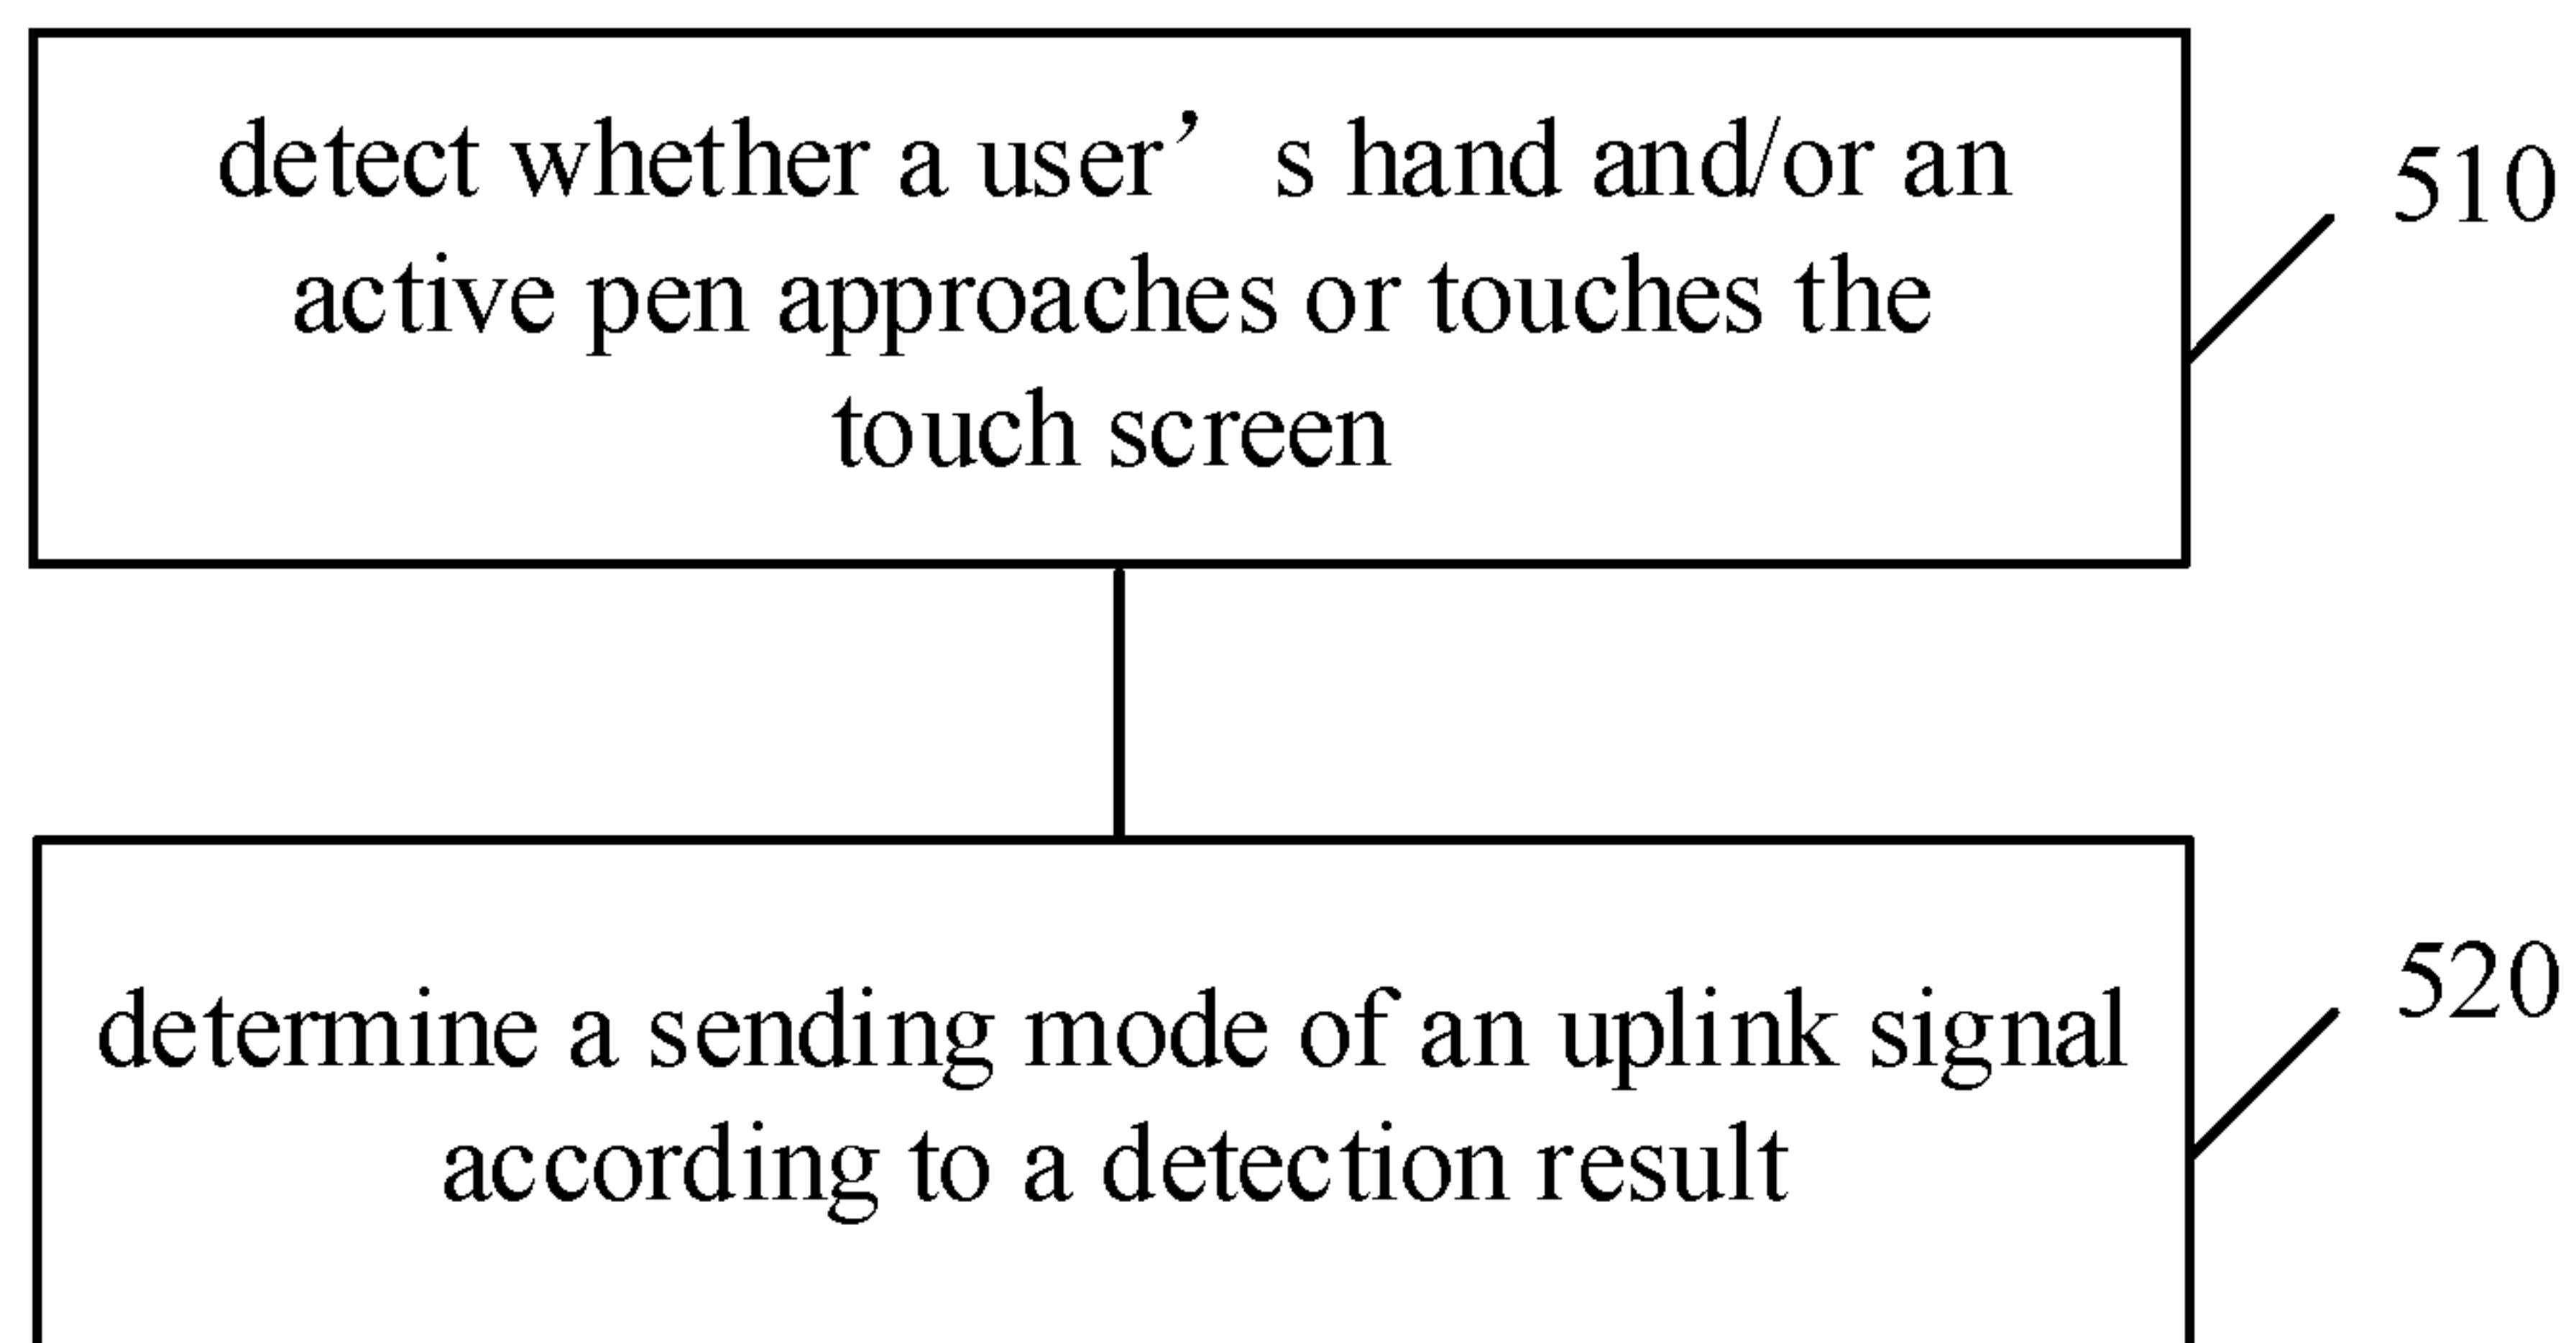 detect whether a user’s hand and/or an
active pen approaches or touches the
touch screen
510
determine a sending mode of an uplink signal
according to a detection result
520